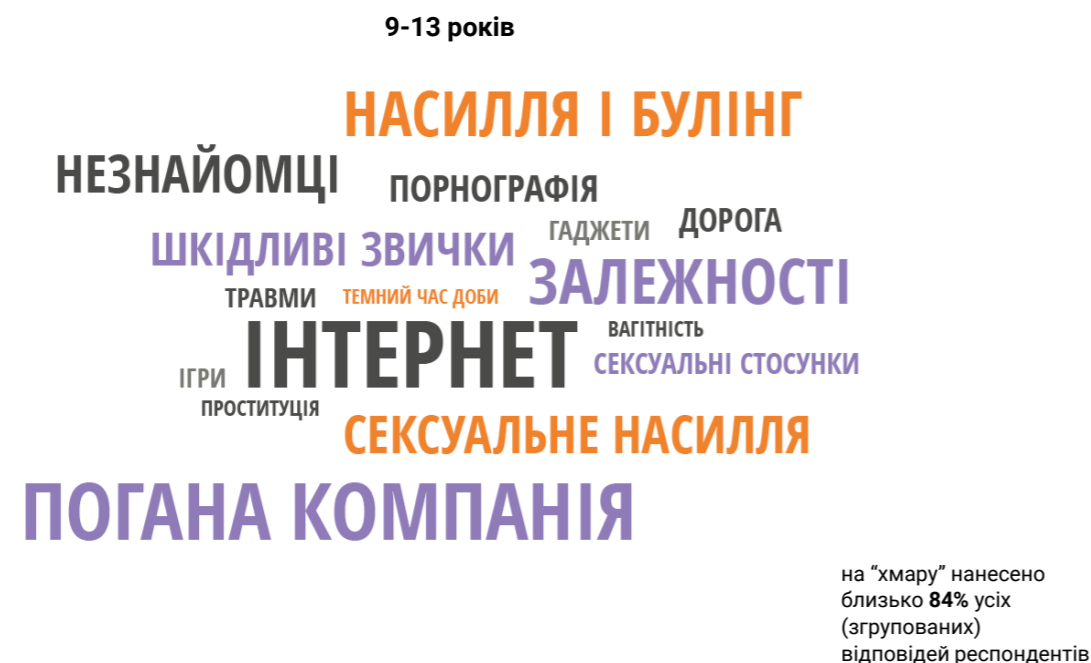 9-13 років
НАСИЛЛЯ І БУЛІНГ
НЕЗНАЙОМЦІ
ПОРНОГРАФІЯ
ДОРОГА
ГАДЖЕТИ
ШКІДЛИВІ ЗВИЧКИ
ЗАЛЕЖНОСТІ
ТРАВМИ
ТЕМНИЙ ЧАС ДОБИ
ВАГІТНІСТЬ
ІНТЕРНЕТ
СЕКСУАЛЬНІ СТОСУНКИ
ІГРИ
ПРОСТИТУЦІЯ
СЕКСУАЛЬНЕ НАСИЛЛЯ
ПОГАНА КОМПАНІЯ
на “хмару” нанесено
близько 84% усіх
(згрупованих)
відповідей респондентів